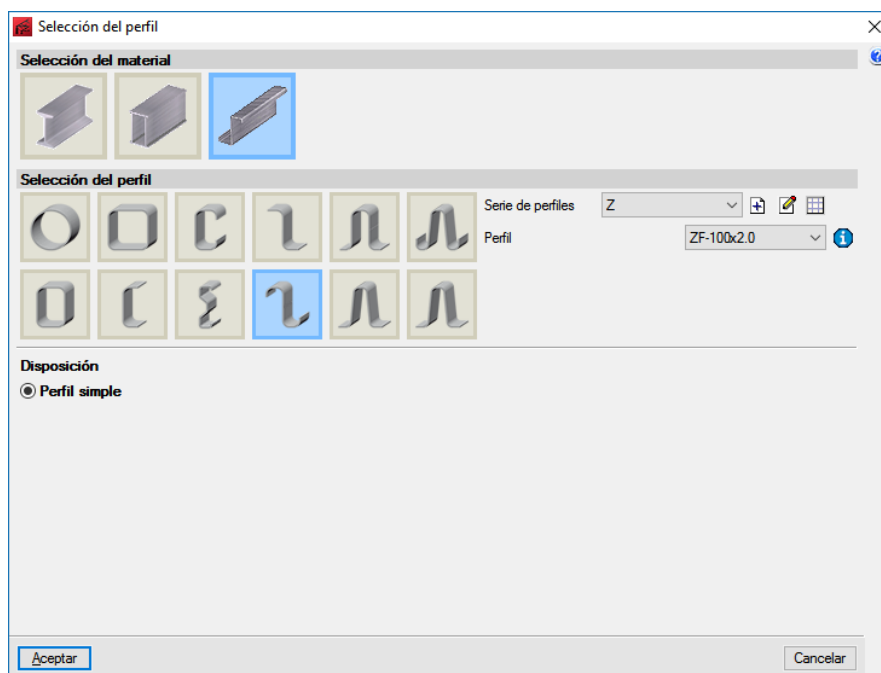 Selección del perfil
Selección del material
Selección del perfil
Serie de perfiles Z
Perfil ZF-100x2.0
Disposición
Perfil simple
Aceptar Cancelar